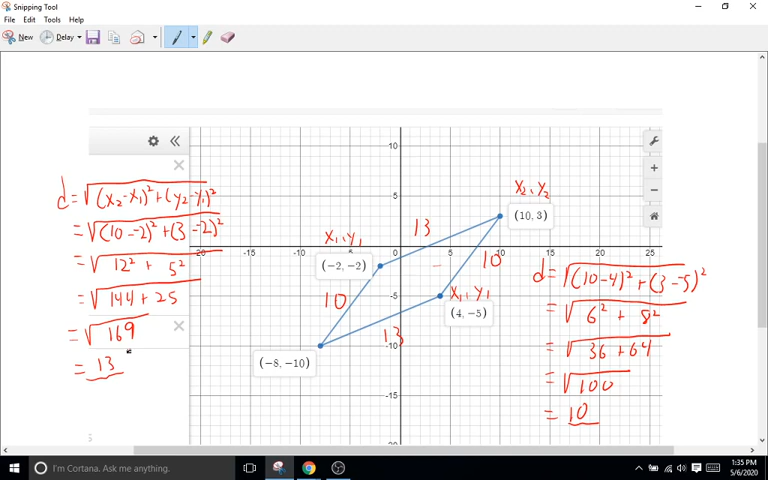 Snipping Tool
File Edit Tools Help
New Delay
10
5
-20 -15 -10 -5 0 5 10 15 20 25
-5
-10
-15
-20
d = √(x₂-x₁)²+(y₂-y₁)²
= √(10--2)²+(3--2)²
= √12² + 5²
= √144 + 25
= √169
= 13
X₂, Y₂
(10, 3)
13
X₁, Y₁
(-2, -2)
10
10
X₁, Y₁
(4, -5)
13
(-8, -10)
d = √(10-4)²+(3--5)²
= √6² + 8²
= √36 + 64
= √100
= 10
I'm Cortana. Ask me anything.
1:35 PM
5/6/2020